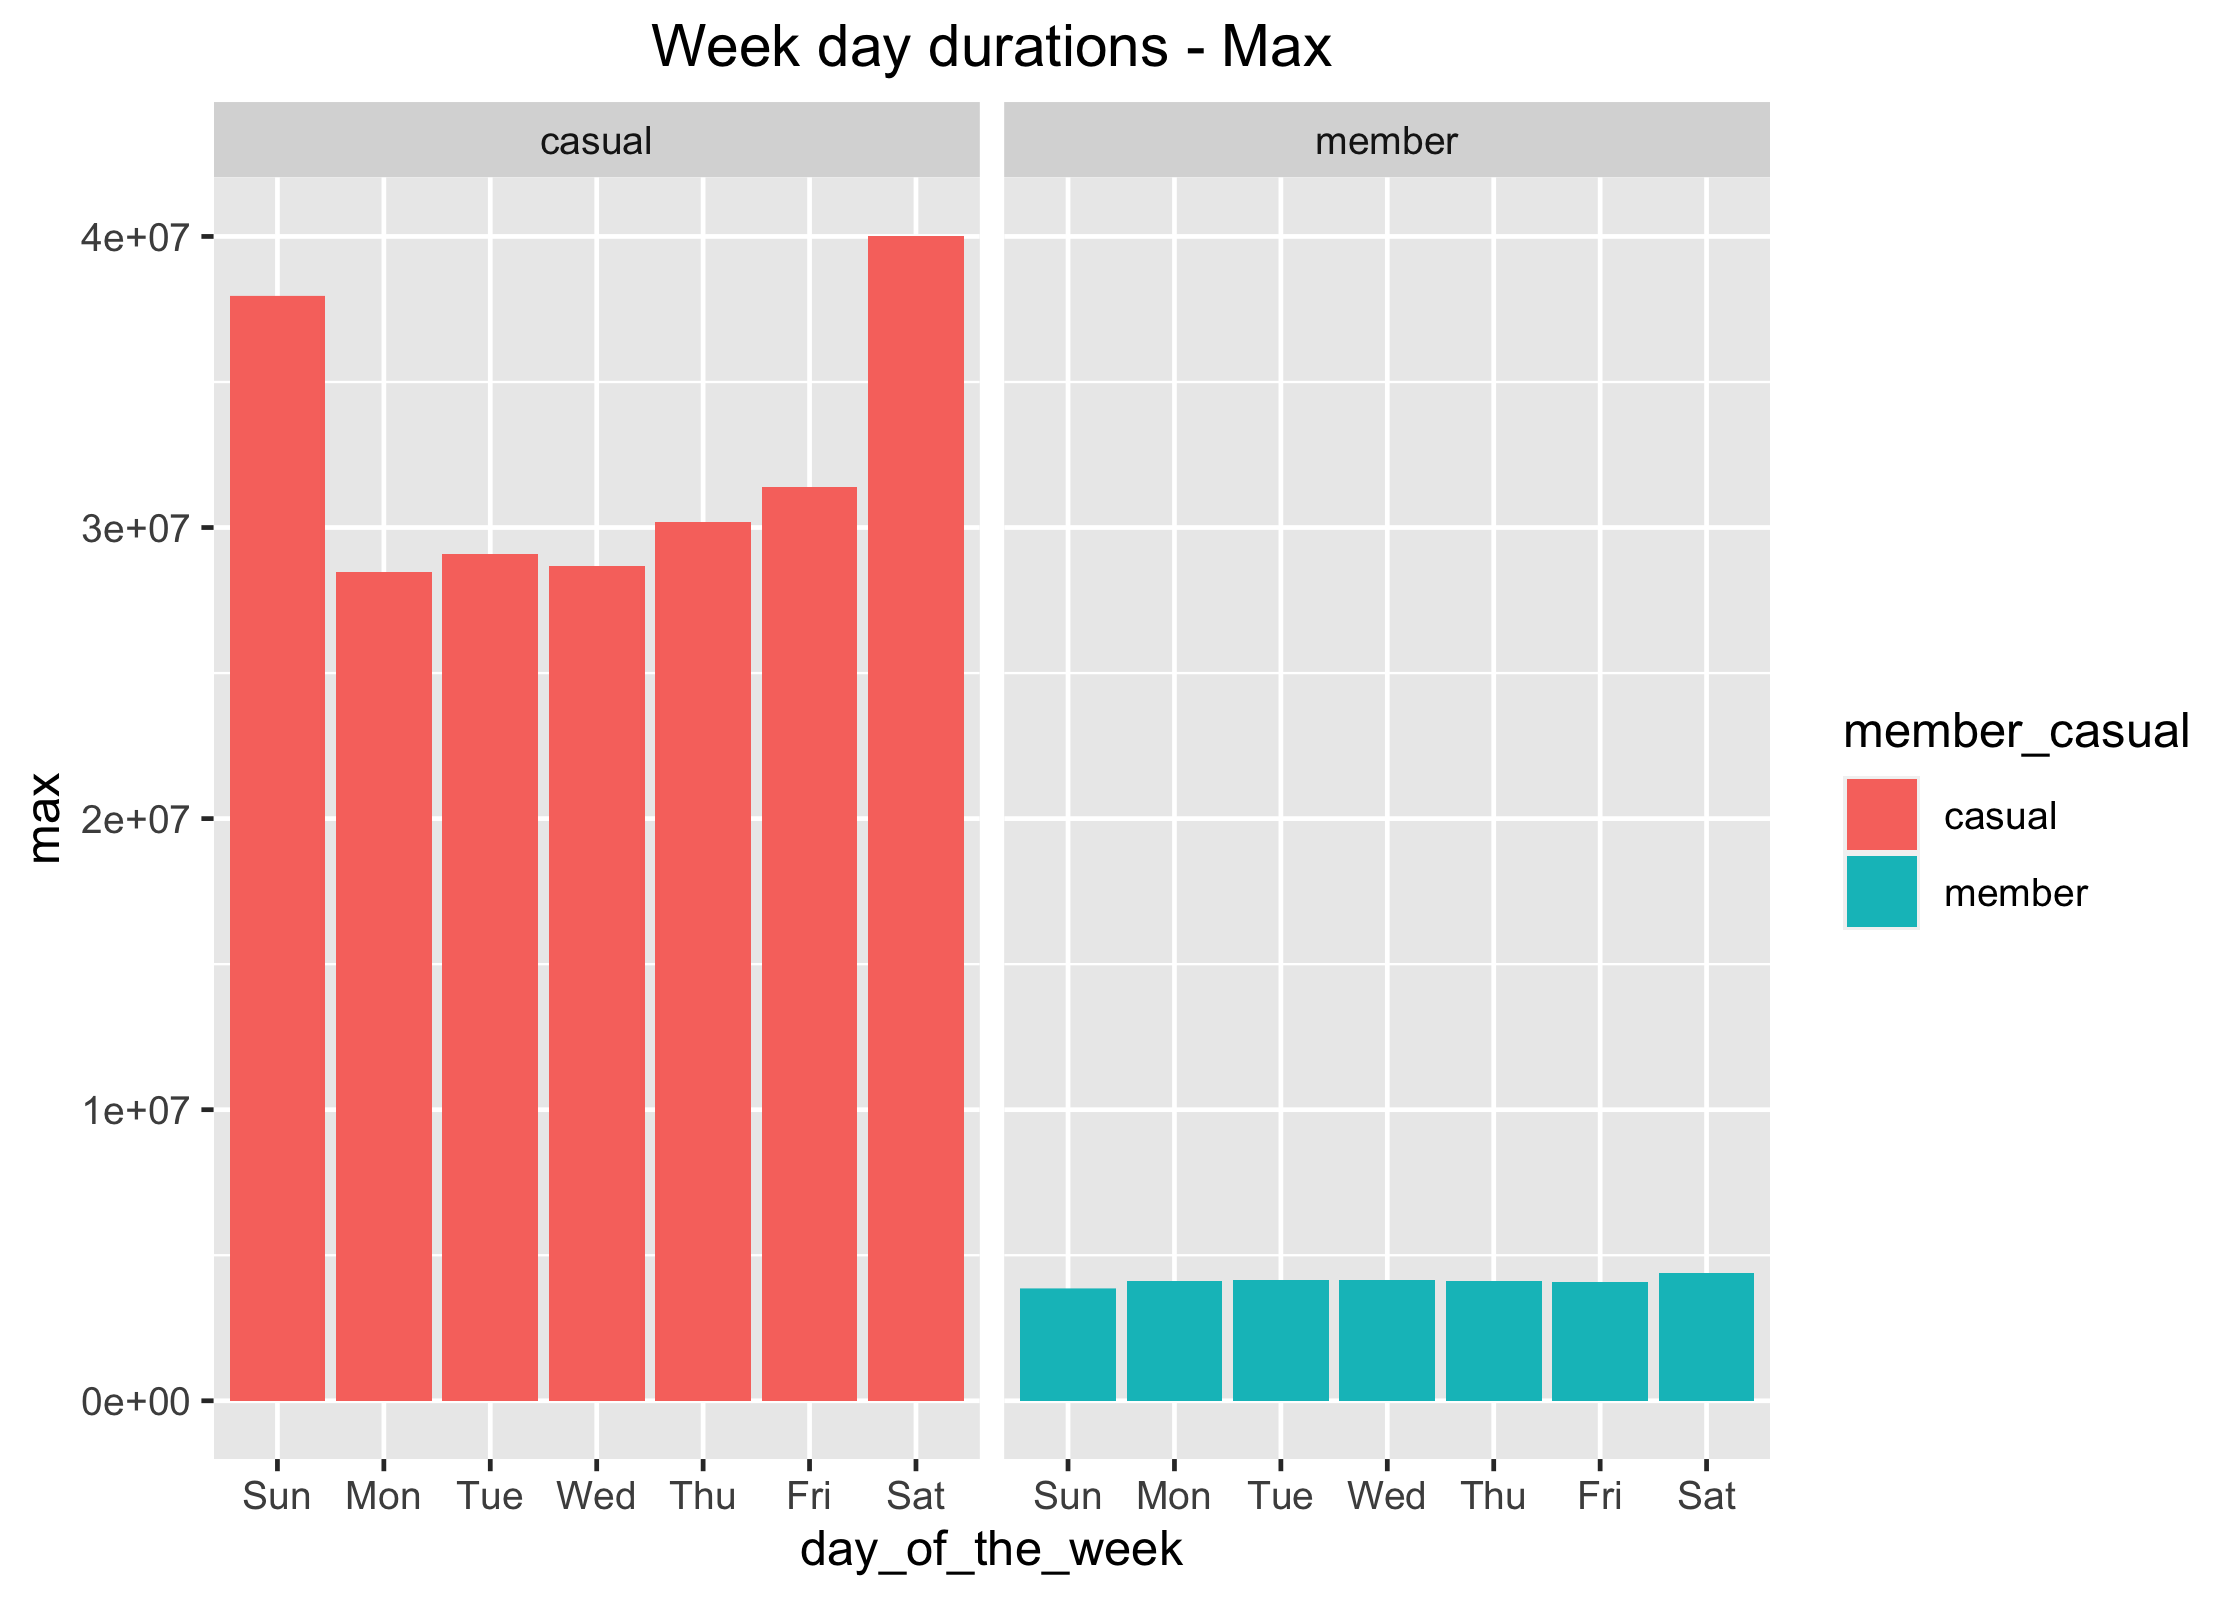 Week day durations - Max
casual
member
4e+07
3e+07
2e+07
1e+07
0e+00
max
Sun Mon Tue Wed Thu Fri Sat
Sun Mon Tue Wed Thu Fri Sat
day_of_the_week
member_casual
casual
member